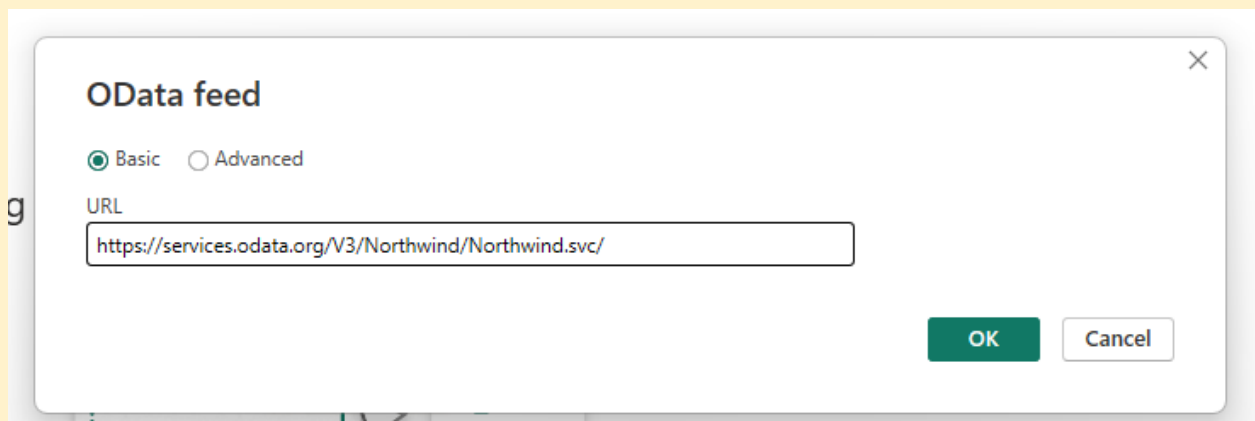 OData feed
Basic Advanced
URL
g
https://services.odata.org/V3/Northwind/Northwind.svc/
OK Cancel